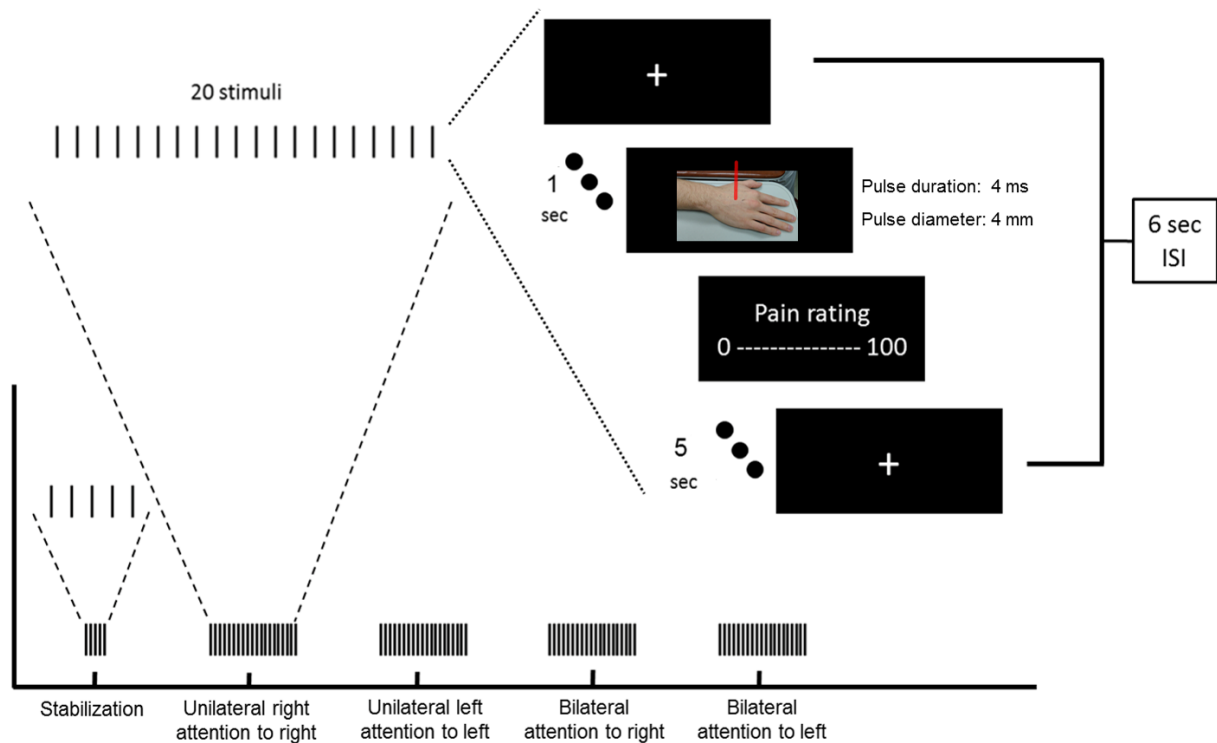 20 stimuli
+
1
sec
Pulse duration: 4 ms
Pulse diameter: 4 mm
6 sec
ISI
Pain rating
0 --------------- 100
5
sec
+
Stabilization
Unilateral right
attention to right
Unilateral left
attention to left
Bilateral
attention to right
Bilateral
attention to left